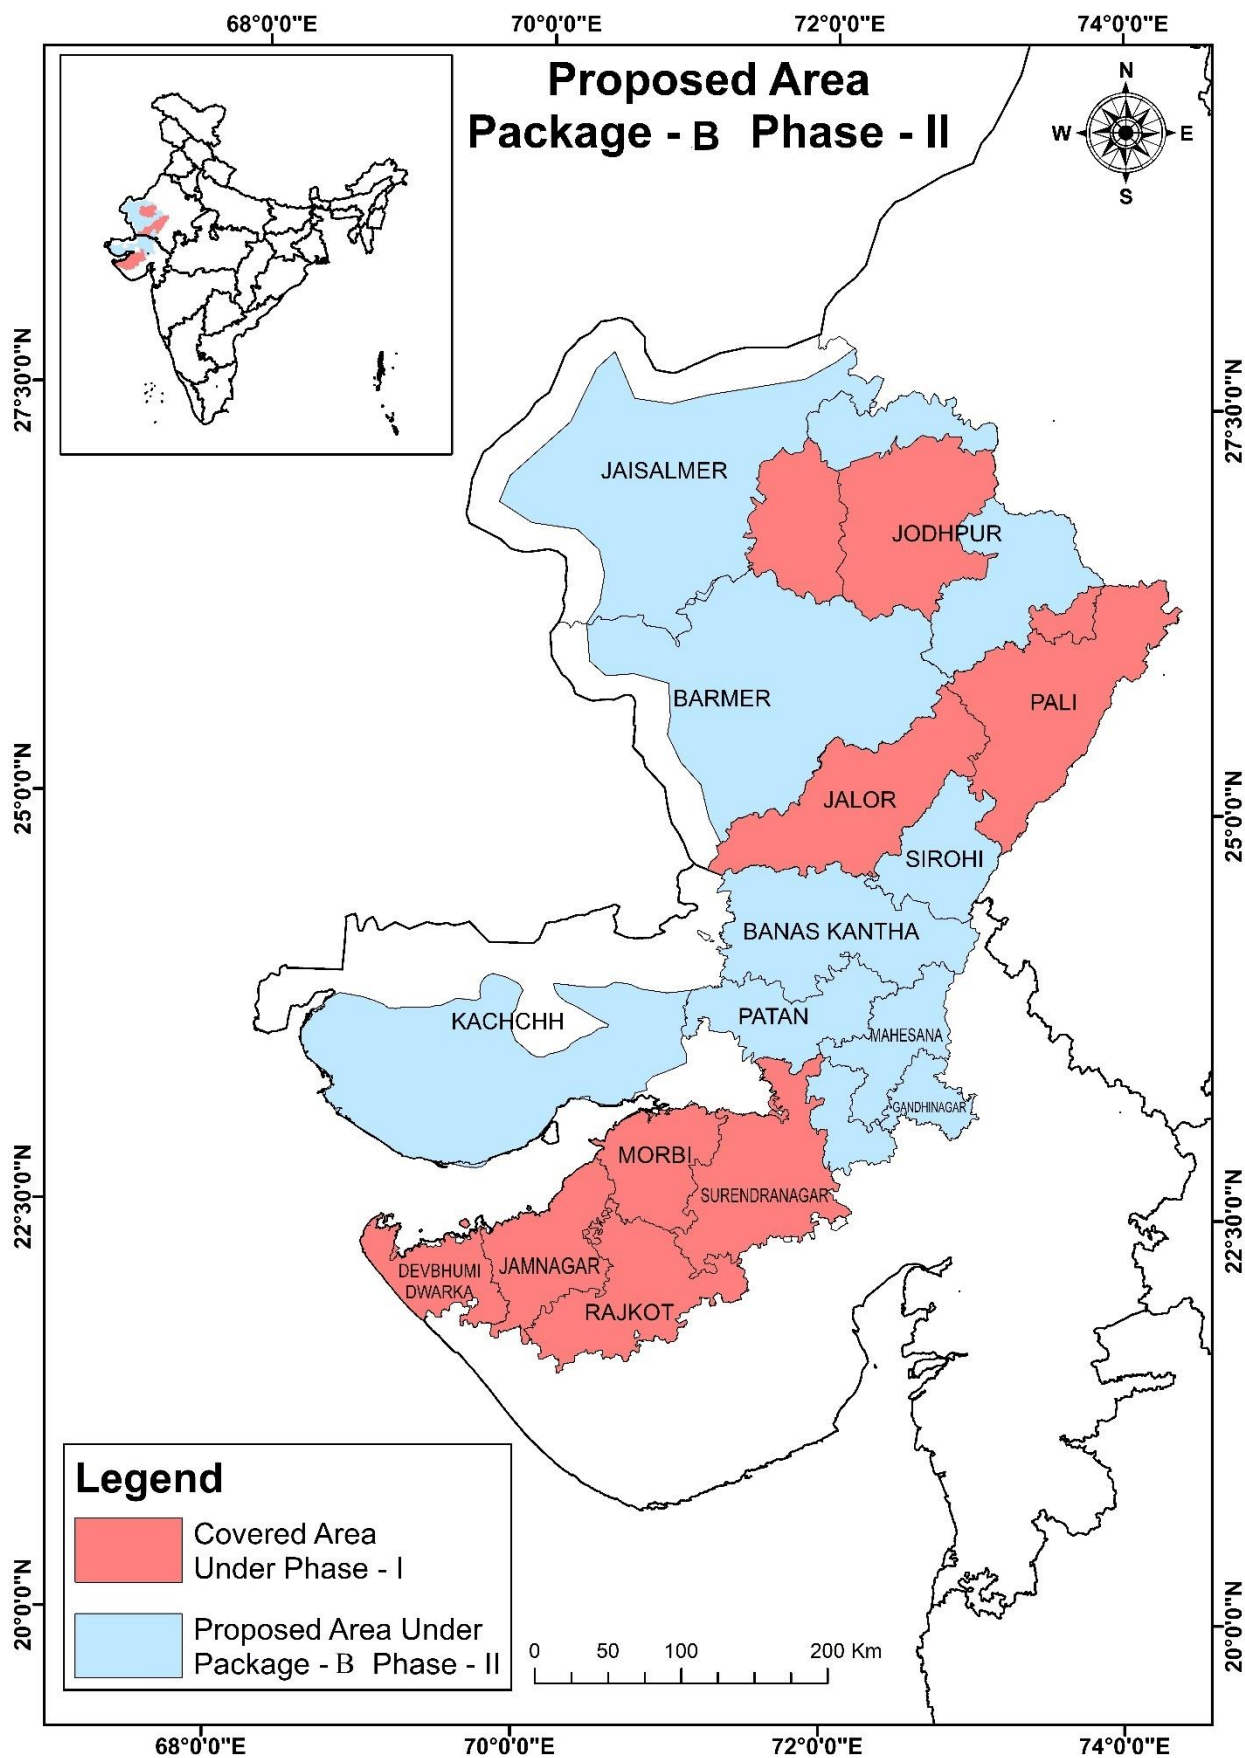 68°0'0"E 70°0'0"E 72°0'0"E 74°0'0"E
Proposed Area
Package - B Phase - II
N
W E
S
27°30'0"N 27°30'0"N
JAISALMER
JODHPUR
BARMER
PALI
25°0'0"N 25°0'0"N
JALOR
SIROHI
BANAS KANTHA
KACHCHH
PATAN
MAHESANA
GANDHINAGAR
MORBI
SURENDRANAGAR
22°30'0"N 22°30'0"N
DEVBHUMI
DWARKA
JAMNAGAR
RAJKOT
Legend
Covered Area
Under Phase - I
Proposed Area Under
Package - B Phase - II
0 50 100 200 Km
20°0'0"N 20°0'0"N
68°0'0"E 70°0'0"E 72°0'0"E 74°0'0"E